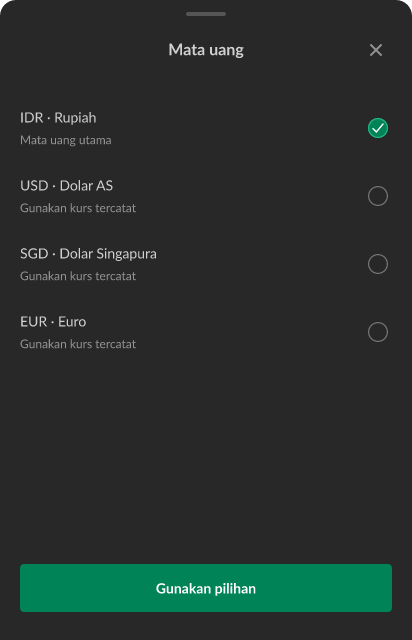 Mata uang
IDR · Rupiah
Mata uang utama
USD · Dolar AS
Gunakan kurs tercatat
SGD · Dolar Singapura
Gunakan kurs tercatat
EUR · Euro
Gunakan kurs tercatat
Gunakan pilihan